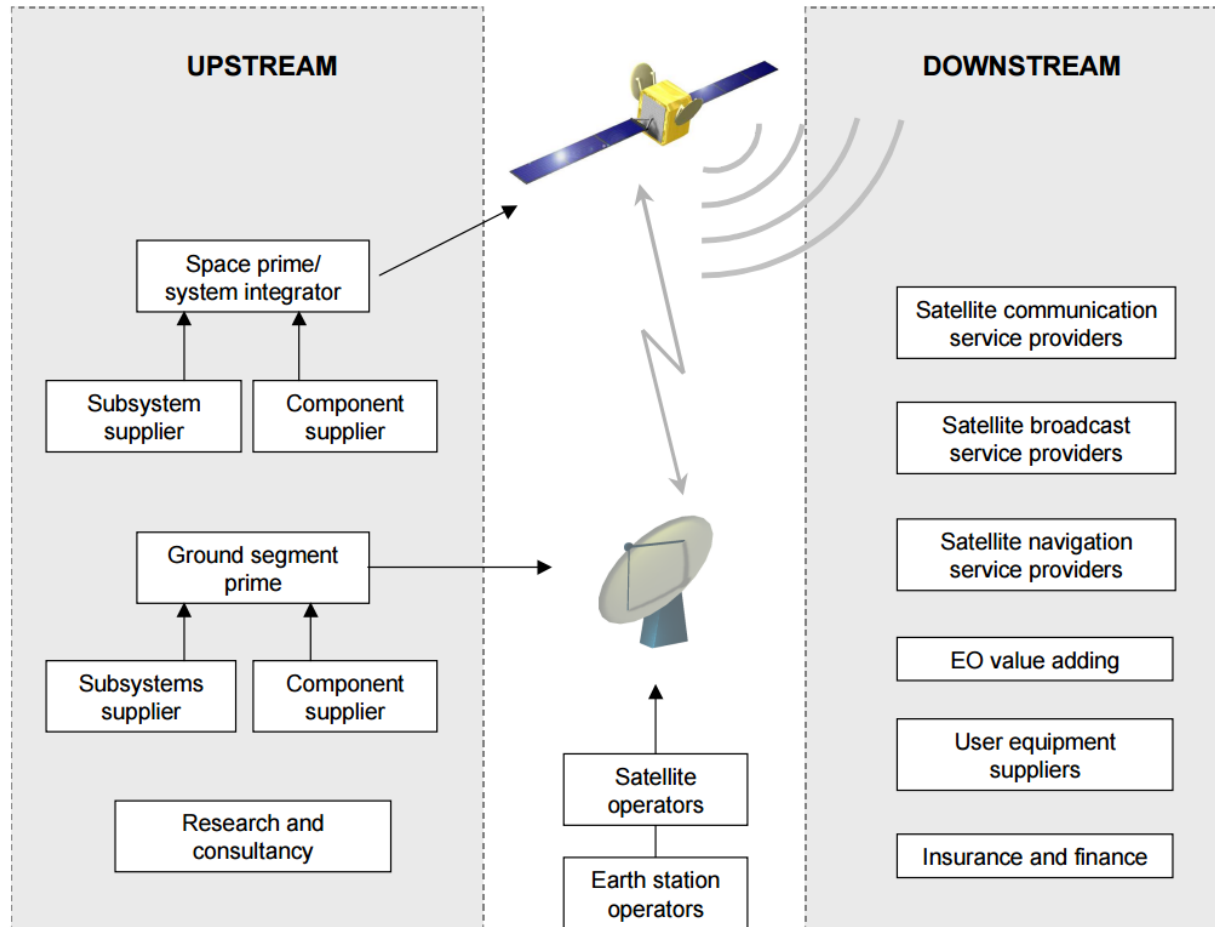 UPSTREAM
Space prime/
system integrator
Subsystem
supplier
Component
supplier
Ground segment
prime
Subsystems
supplier
Component
supplier
Research and
consultancy
Satellite
operators
Earth station
operators
DOWNSTREAM
Satellite communication
service providers
Satellite broadcast
service providers
Satellite navigation
service providers
EO value adding
User equipment
suppliers
Insurance and finance